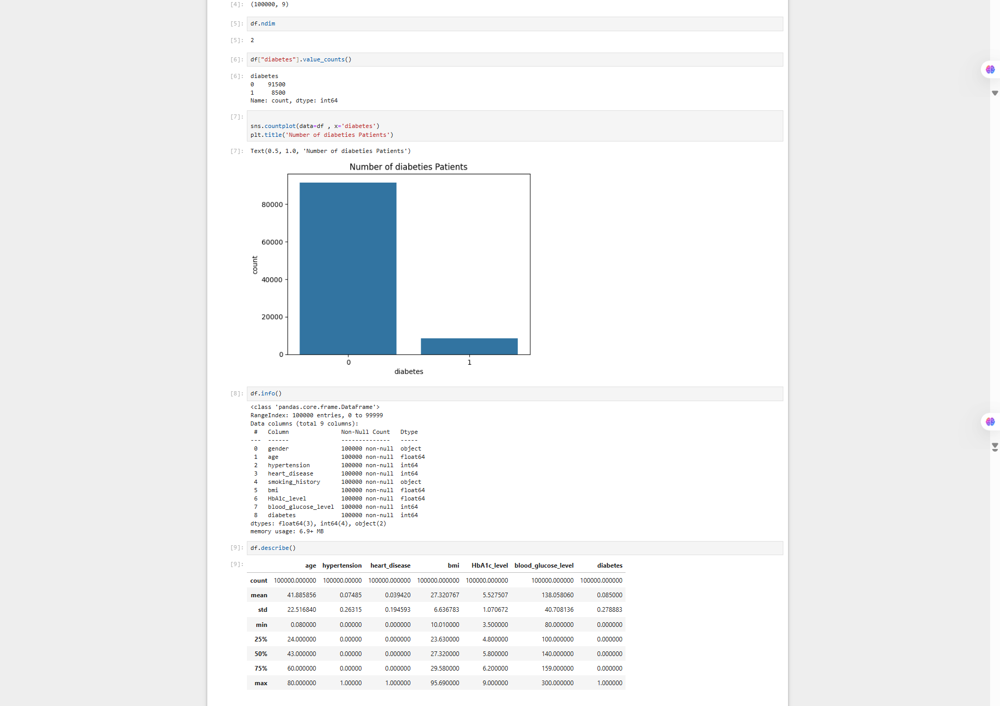 [4]: (100000, 9)
[5]: df.ndim
[5]: 2
[6]: df["diabetes"].value_counts()
[6]: diabetes
0    91500
1     8500
Name: count, dtype: int64
[7]:
sns.countplot(data=df , x='diabetes')
plt.title('Number of diabeties Patients')
[7]: Text(0.5, 1.0, 'Number of diabeties Patients')
Number of diabeties Patients
80000
60000
count
40000
20000
0
0 1
diabetes
[8]: df.info()
<class 'pandas.core.frame.DataFrame'>
RangeIndex: 100000 entries, 0 to 99999
Data columns (total 9 columns):
 #   Column               Non-Null Count   Dtype
---  ------               --------------   -----
 0   gender               100000 non-null  object
 1   age                  100000 non-null  float64
 2   hypertension         100000 non-null  int64
 3   heart_disease        100000 non-null  int64
 4   smoking_history      100000 non-null  object
 5   bmi                  100000 non-null  float64
 6   HbA1c_level          100000 non-null  float64
 7   blood_glucose_level  100000 non-null  int64
 8   diabetes             100000 non-null  int64
dtypes: float64(3), int64(4), object(2)
memory usage: 6.9+ MB
[9]: df.describe()
[9]: age hypertension heart_disease bmi HbA1c_level blood_glucose_level diabetes
count 100000.000000 100000.00000 100000.000000 100000.000000 100000.000000 100000.000000 100000.000000
mean 41.885856 0.07485 0.039420 27.320767 5.527507 138.058060 0.085000
std 22.516840 0.26315 0.194593 6.636783 1.070672 40.708136 0.278883
min 0.080000 0.00000 0.000000 10.010000 3.500000 80.000000 0.000000
25% 24.000000 0.00000 0.000000 23.630000 4.800000 100.000000 0.000000
50% 43.000000 0.00000 0.000000 27.320000 5.800000 140.000000 0.000000
75% 60.000000 0.00000 0.000000 29.580000 6.200000 159.000000 0.000000
max 80.000000 1.00000 1.000000 95.690000 9.000000 300.000000 1.000000